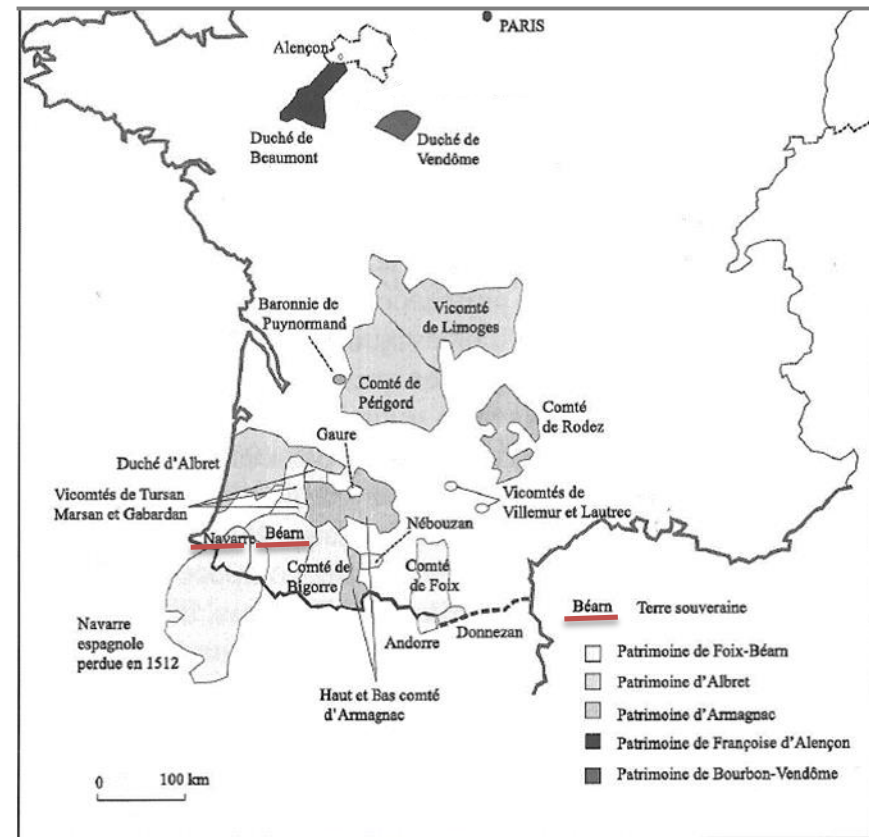 PARIS
Alençon
Duché de
Beaumont
Duché de
Vendôme
Baronnie de
Puynormand
Vicomté
de Limoges
Comté de
Périgord
Comté
de Rodez
Gaure
Duché d'Albret
Vicomtés de Tursan
Marsan et Gabardan
Vicomtés de
Villemur et Lautrec
Nébouzan
Navarre
Béarn
Comté de
Bigorre
Comté
de Foix
Navarre
espagnole
perdue en 1512
Andorre
Donnezan
Haut et Bas comté
d'Armagnac
Béarn Terre souveraine
Patrimoine de Foix-Béarn
Patrimoine d'Albret
Patrimoine d'Armagnac
Patrimoine de Françoise d'Alençon
Patrimoine de Bourbon-Vendôme
0 100 km